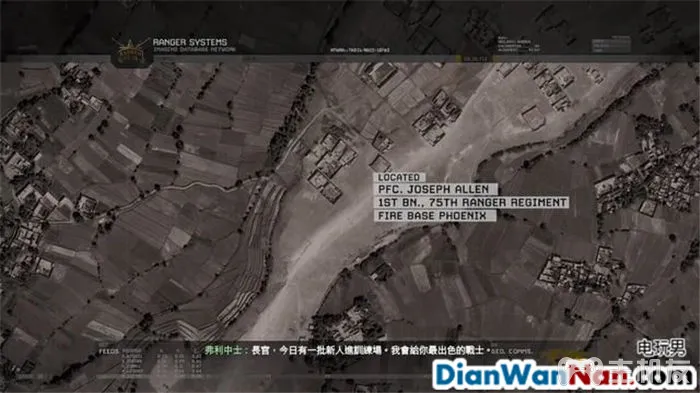 RANGER SYSTEMS
IMAGING DATABASE NETWORK
LOCATED
PFC. JOSEPH ALLEN
1ST BN., 75TH RANGER REGIMENT
FIRE BASE PHOENIX
FEEDS
弗利中士：長官，今日有一批新人進訓練場。我會給你最出色的戰士。
GEO. COMMS.
电玩男
DianWanNan.com